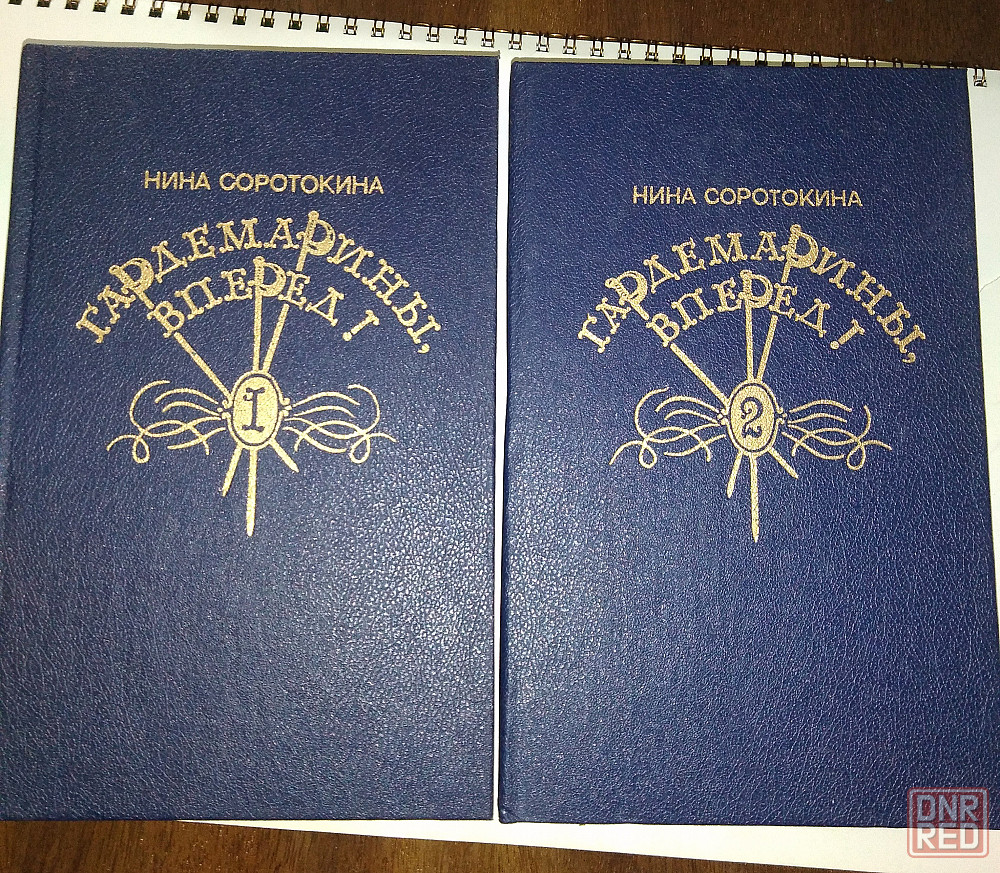 НИНА СОРОТОКИНА
ГАРДЕМАРИНЫ,
ВПЕРЕД!
1
НИНА СОРОТОКИНА
ГАРДЕМАРИНЫ,
ВПЕРЕД!
2
DNR
RED